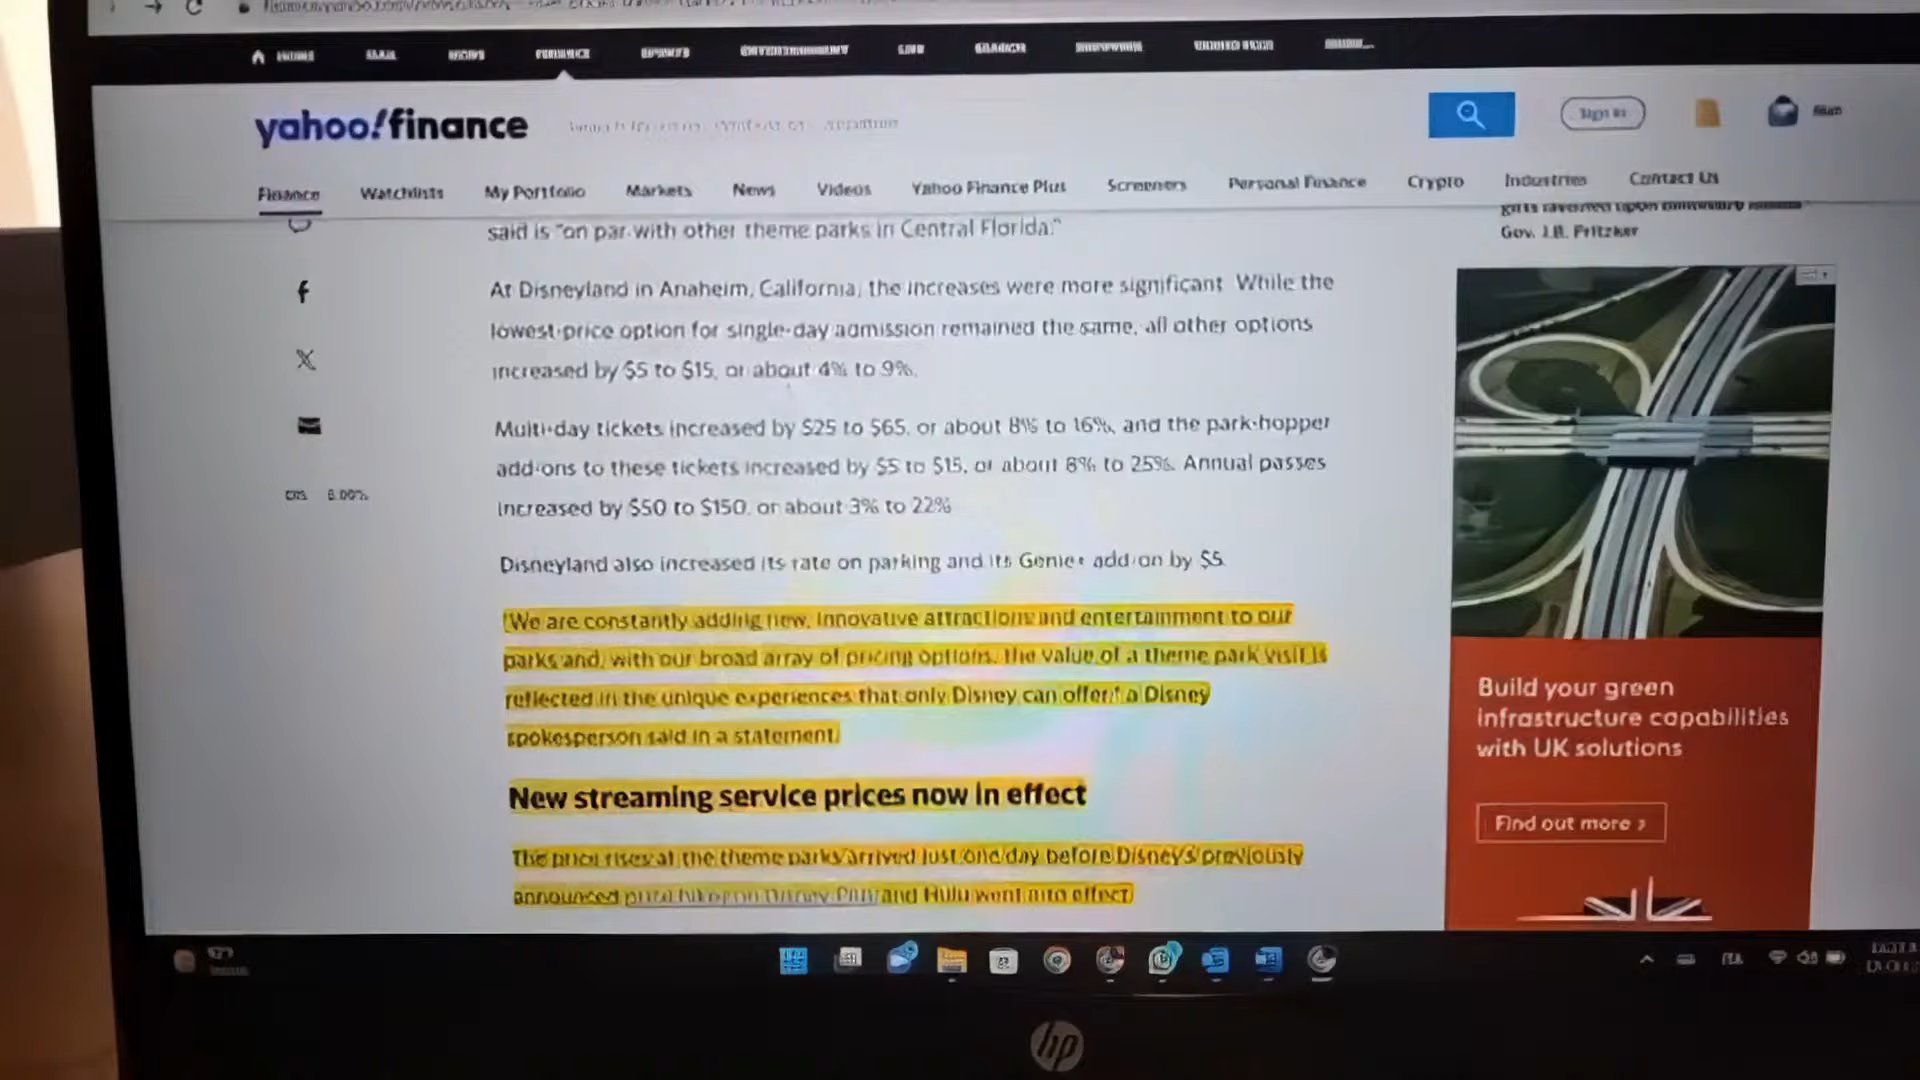 yahoo!finance
Sign in
Finance Watchlists My Portfolio Markets News Videos Yahoo Finance Plus Screeners Personal Finance Crypto Industries Contact Us
said is "on par with other theme parks in Central Florida."
Gov. J.B. Pritzker
At Disneyland in Anaheim, California, the increases were more significant. While the
lowest-price option for single-day admission remained the same, all other options
increased by $5 to $15, or about 4% to 9%.
Multi-day tickets increased by $25 to $65, or about 8% to 16%, and the park-hopper
add-ons to these tickets increased by $5 to $15, or about 8% to 25%. Annual passes
increased by $50 to $150, or about 3% to 22%
Disneyland also increased its rate on parking and its Genie+ add-on by $5.
"We are constantly adding new, innovative attractions and entertainment to our
parks and, with our broad array of pricing options, the value of a theme park visit is
reflected in the unique experiences that only Disney can offer," a Disney
spokesperson said in a statement.
New streaming service prices now in effect
The price rises at the theme parks arrived just one day before Disney's previously
announced price hike on Disney Plus and Hulu went into effect.
Build your green
infrastructure capabilities
with UK solutions
Find out more >
hp